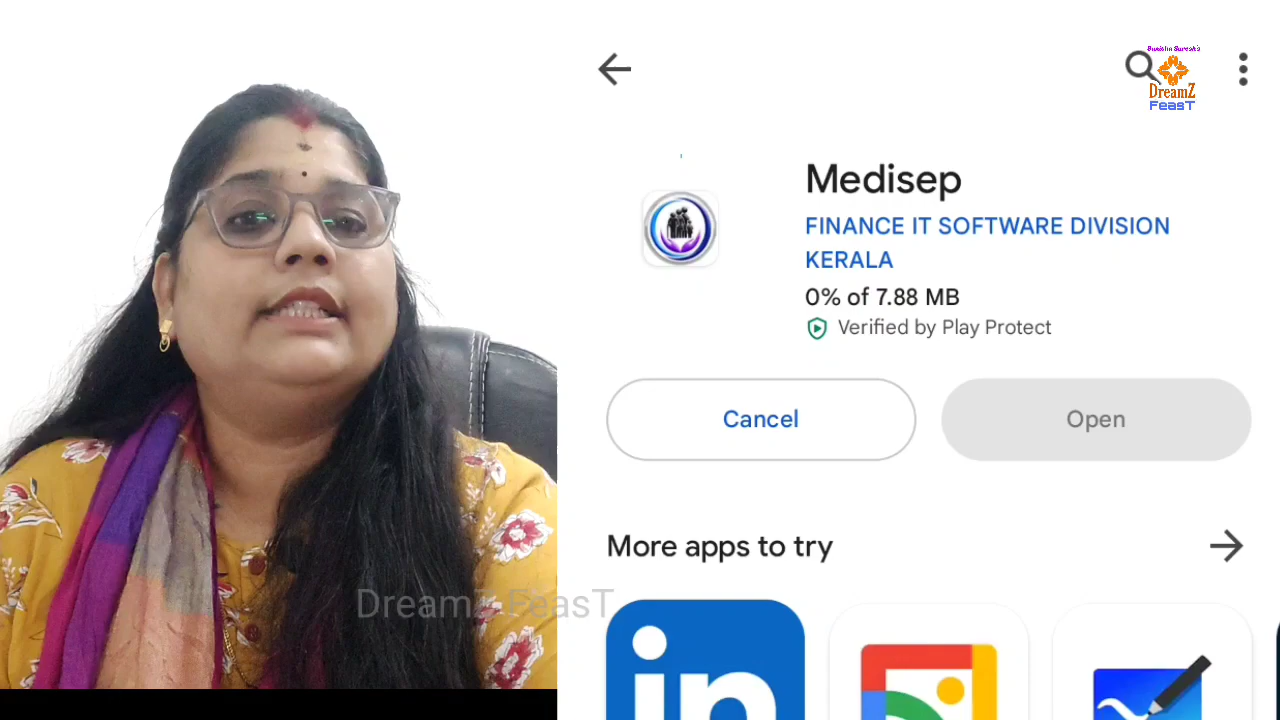 DreamZ
FeasT
Medisep
FINANCE IT SOFTWARE DIVISION
KERALA
0% of 7.88 MB
Verified by Play Protect
Cancel
Open
More apps to try
DreamZ FeasT
in